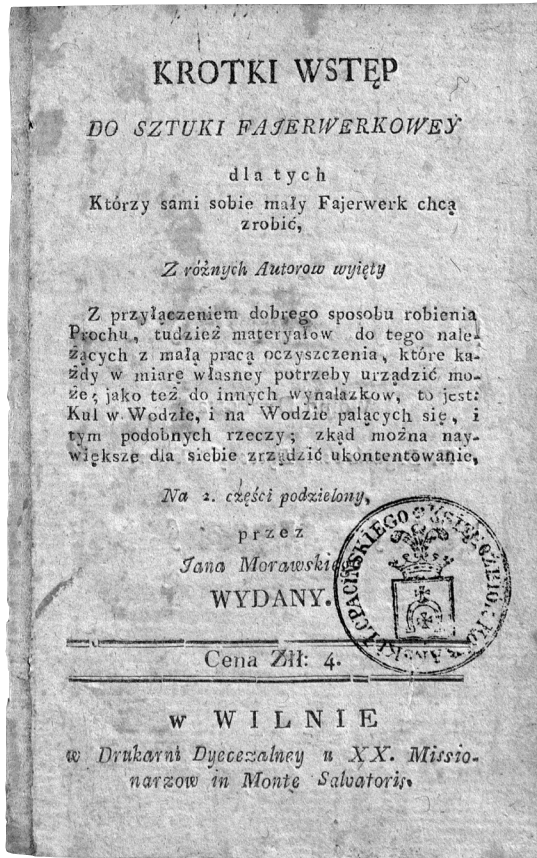 KROTKI WSTĘP
DO SZTUKI FAJERWERKOWEY
dla tych
Którzy sami sobie mały Fajerwerk chcą
zrobić,
Z różnych Autorow wyięty
Z przyłączeniem dobrego sposobu robienia
Prochu, tudzież materyałow do tego nale-
żących z małą pracą oczyszczenia, które ka-
żdy w miarę własney potrzeby urządzić mo-
że; jako też do innych wynalazkow, to jest:
Kul w Wodzie, i na Wodzie palących się, i
tym podobnych rzeczy; zkąd można nay-
większe dla siebie zrządzić ukontentowanie,
Na 2. części podzielony,
przez
Jana Morawskie
WYDANY.
Cena Złł: 4.
w WILNIE
w Drukarni Dyecezalney u XX. Missio-
narzow in Monte Salvatoris.